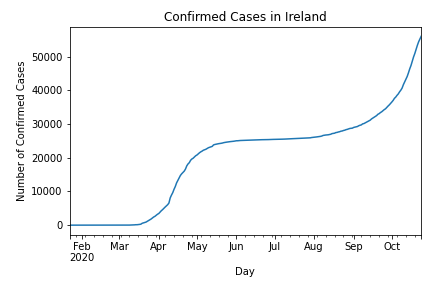 Confirmed Cases in Ireland
Number of Confirmed Cases
50000
40000
30000
20000
10000
0
Feb Mar Apr May Jun Jul Aug Sep Oct
2020
Day